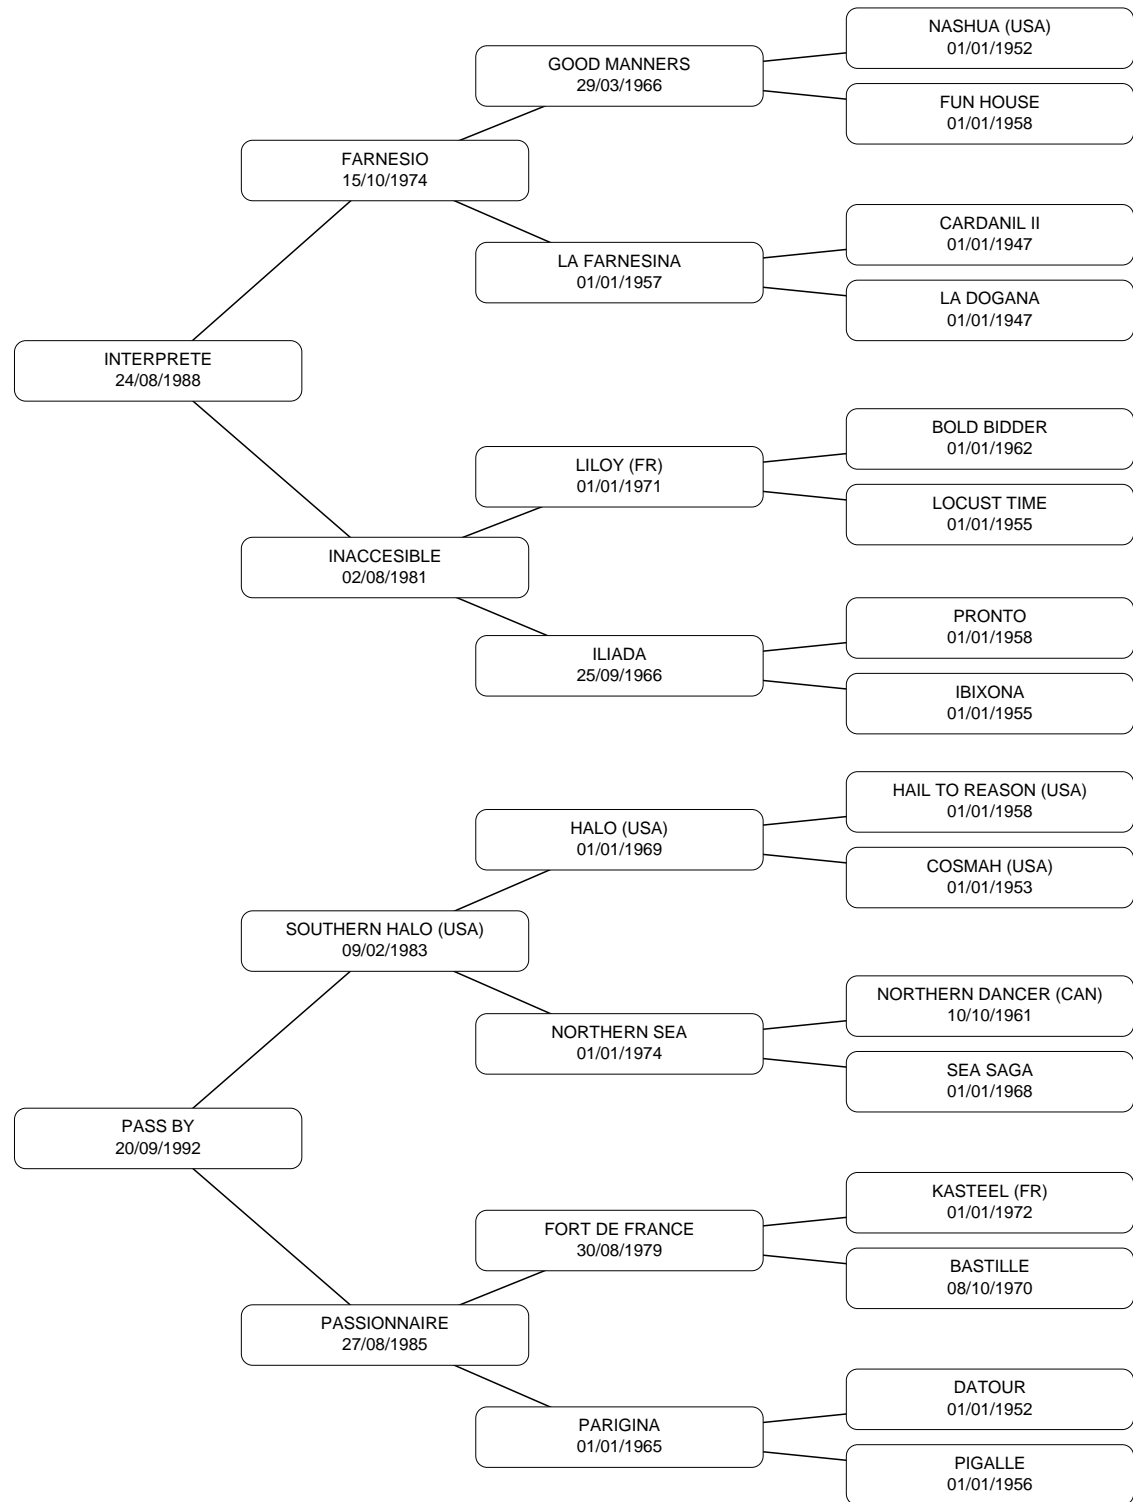 NASHUA (USA)
01/01/1952
GOOD MANNERS
29/03/1966
FUN HOUSE
01/01/1958
FARNESIO
15/10/1974
CARDANIL II
01/01/1947
LA FARNESINA
01/01/1957
LA DOGANA
01/01/1947
INTERPRETE
24/08/1988
BOLD BIDDER
01/01/1962
LILOY (FR)
01/01/1971
LOCUST TIME
01/01/1955
INACCESIBLE
02/08/1981
PRONTO
01/01/1958
ILIADA
25/09/1966
IBIXONA
01/01/1955
HAIL TO REASON (USA)
01/01/1958
HALO (USA)
01/01/1969
COSMAH (USA)
01/01/1953
SOUTHERN HALO (USA)
09/02/1983
NORTHERN DANCER (CAN)
10/10/1961
NORTHERN SEA
01/01/1974
SEA SAGA
01/01/1968
PASS BY
20/09/1992
KASTEEL (FR)
01/01/1972
FORT DE FRANCE
30/08/1979
BASTILLE
08/10/1970
PASSIONNAIRE
27/08/1985
DATOUR
01/01/1952
PARIGINA
01/01/1965
PIGALLE
01/01/1956